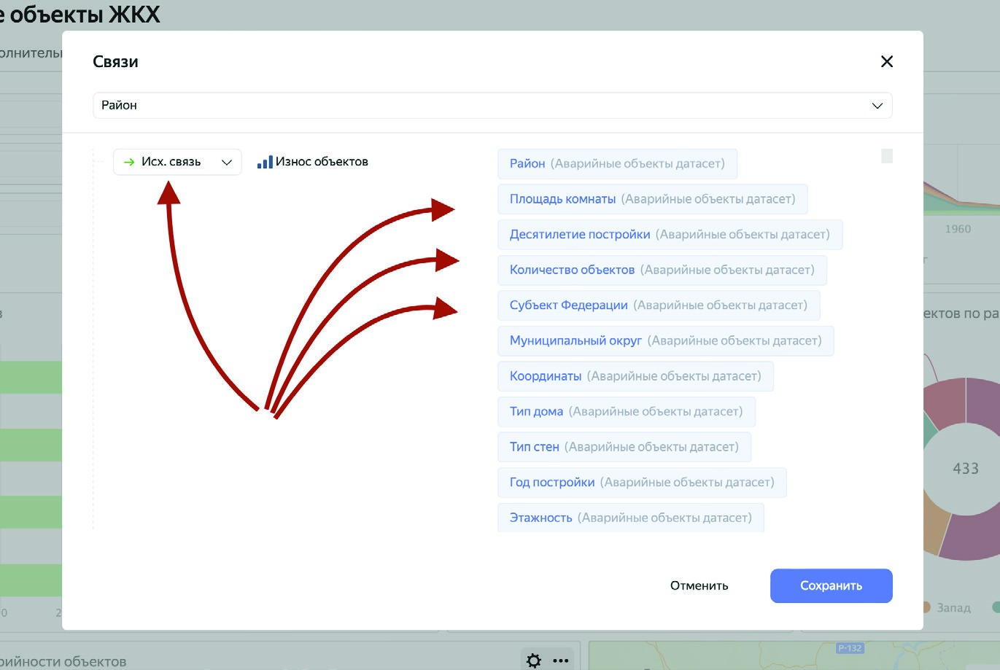 е объекты ЖКХ
олнителы
Связи
Район
Исх. связь
Износ объектов
Район (Аварийные объекты датасет)
Площадь комнаты (Аварийные объекты датасет)
Десятилетие постройки (Аварийные объекты датасет)
Количество объектов (Аварийные объекты датасет)
Субъект Федерации (Аварийные объекты датасет)
Муниципальный округ (Аварийные объекты датасет)
Координаты (Аварийные объекты датасет)
Тип дома (Аварийные объекты датасет)
Тип стен (Аварийные объекты датасет)
Год постройки (Аварийные объекты датасет)
Этажность (Аварийные объекты датасет)
1960
г
в
ектов по ра
433
Запад
0
2
Отменить
Сохранить
рийности объектов
Р-132